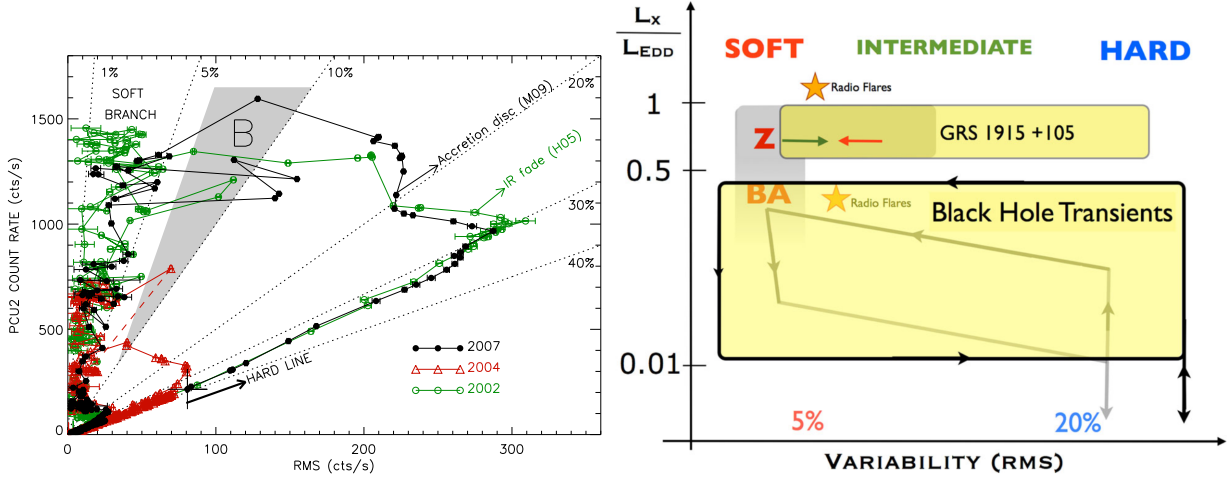 1%
5%
10%
20%
SOFT
BRANCH
B
Accretion disc (M09)
IR fade (H05)
30%
40%
HARD LINE
2007
2004
2002
1500
1000
500
0
0
100
200
300
PCU2 COUNT RATE (cts/s)
RMS (cts/s)
Lx
LEDD
SOFT
INTERMEDIATE
HARD
Radio Flares
1
Z
GRS 1915 +105
0.5
BA
Radio Flares
Black Hole Transients
0.01
5%
20%
VARIABILITY (RMS)